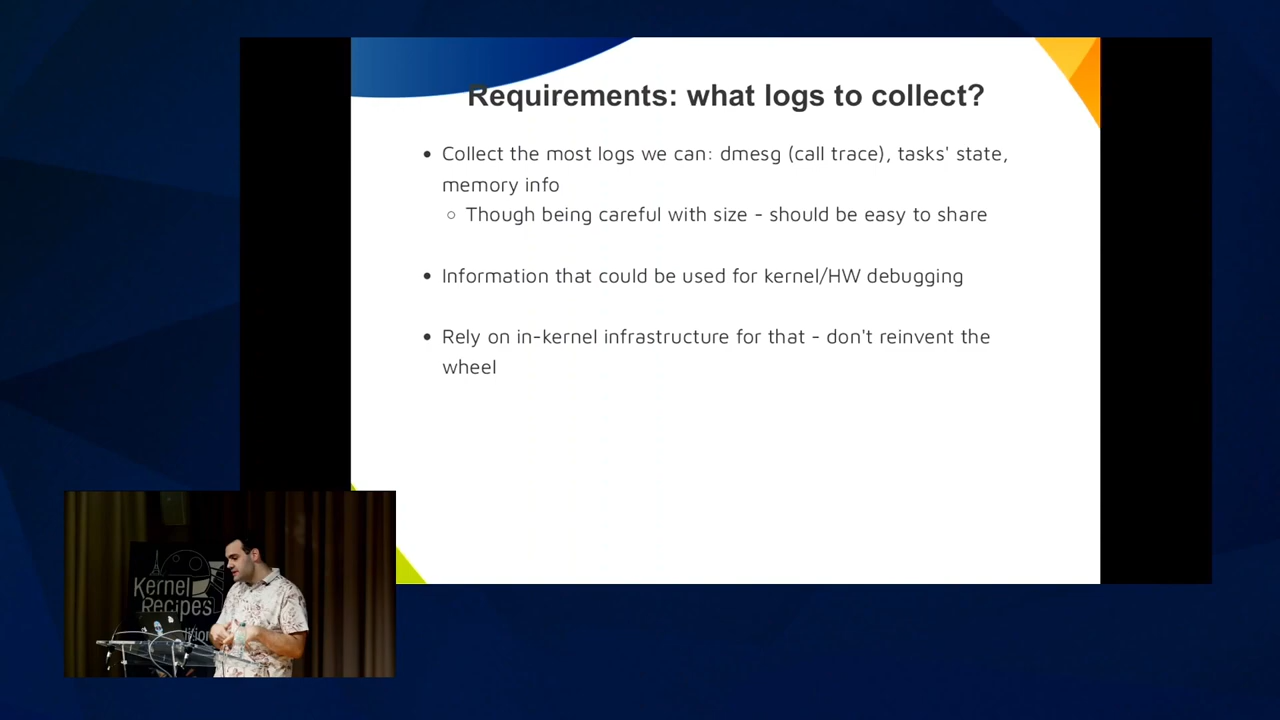 Requirements: what logs to collect?
• Collect the most logs we can: dmesg (call trace), tasks' state,
memory info
○ Though being careful with size - should be easy to share
• Information that could be used for kernel/HW debugging
• Rely on in-kernel infrastructure for that - don't reinvent the
wheel
Kernel
Recipes